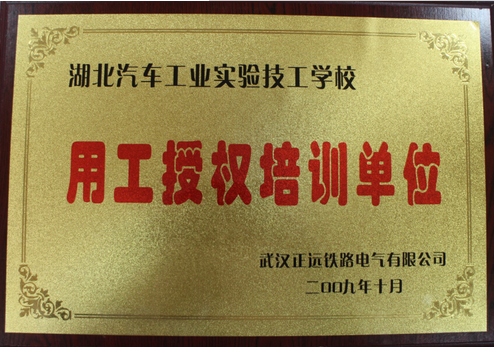 湖北汽车工业实验技工学校
用工授权培训单位
武汉正远铁路电气有限公司
二00九年十月